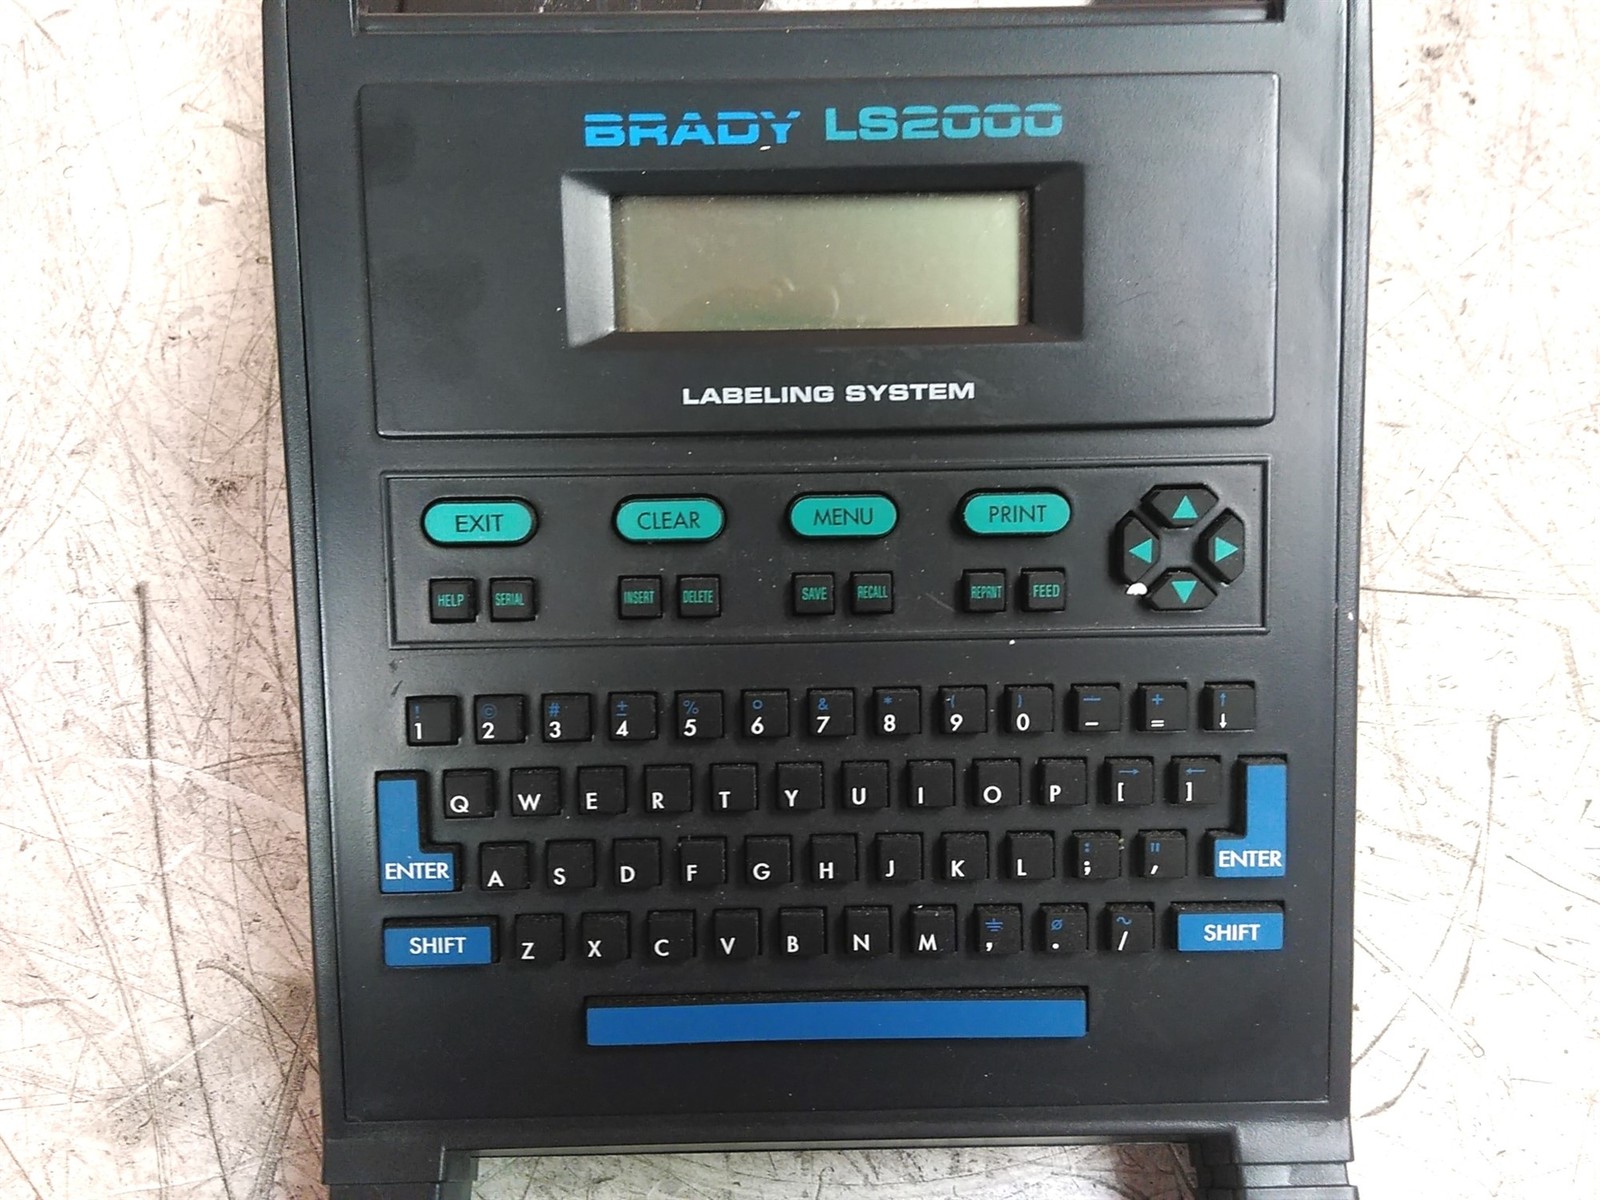 BRADY LS2000
LABELING SYSTEM
EXIT CLEAR MENU PRINT ▲
◀ ▶
HELP SERIAL INSERT DELETE SAVE RECALL REPRNT FEED ▼
! © # ± % ° & * ( ) — + ↑
1 2 3 4 5 6 7 8 9 0 – = ↓
→ ←
Q W E R T Y U I O P [ ]
: "
ENTER A S D F G H J K L ; ' ENTER
⏚ ø ~
SHIFT Z X C V B N M , . / SHIFT